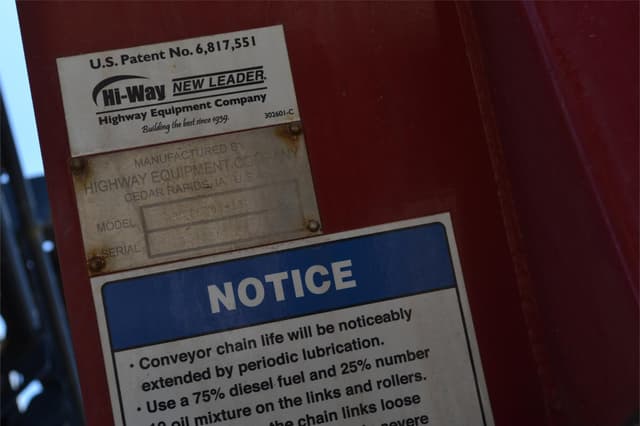 U.S. Patent No. 6,817,551
Hi-Way NEW LEADER
Highway Equipment Company
Building the best since 1939.
302601-C
MANUFACTURED BY
HIGHWAY EQUIPMENT COMPANY
CEDAR RAPIDS, IA. U.S.A.
MODEL
SERIAL
NOTICE
• Conveyor chain life will be noticeably
extended by periodic lubrication.
• Use a 75% diesel fuel and 25% number
10 oil mixture on the links and rollers.
the chain links loose
severe